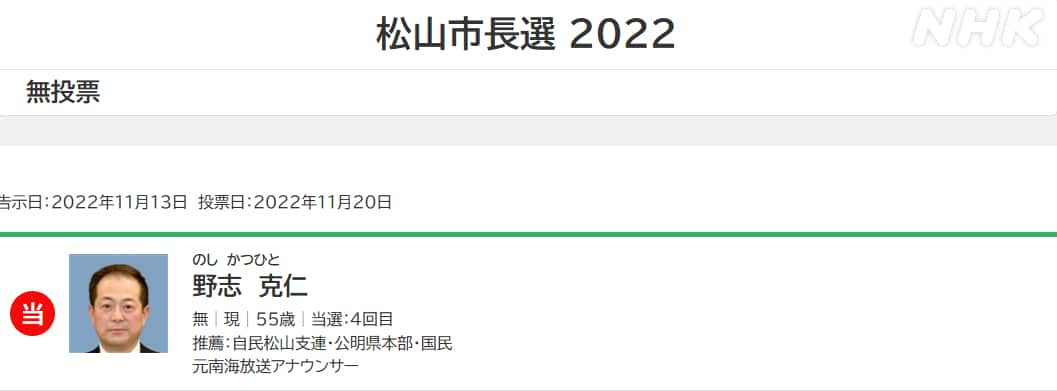 松山市長選 2022
NHK
無投票
告示日：2022年11月13日 投票日：2022年11月20日
のし かつひと
野志 克仁
当
無｜現｜55歳｜当選：4回目
推薦：自民松山支連・公明県本部・国民
元南海放送アナウンサー